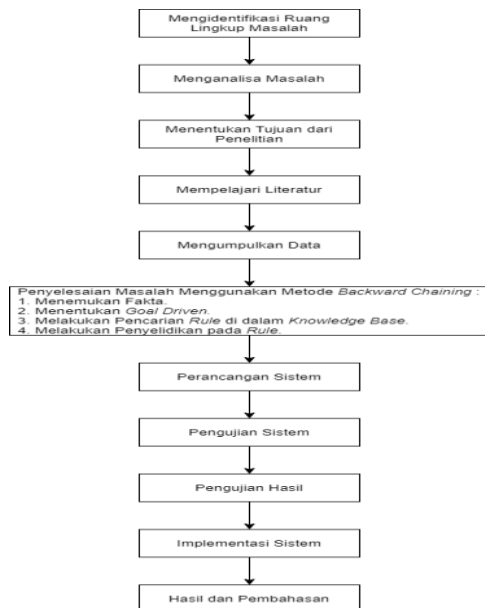 Mengidentifikasi Ruang
Lingkup Masalah
Menganalisa Masalah
Menentukan Tujuan dari
Penelitian
Mempelajari Literatur
Mengumpulkan Data
Penyelesaian Masalah Menggunakan Metode Backward Chaining :
1. Menemukan Fakta.
2. Menentukan Goal Driven.
3. Melakukan Pencarian Rule di dalam Knowledge Base.
4. Melakukan Penyelidikan pada Rule.
Perancangan Sistem
Pengujian Sistem
Pengujian Hasil
Implementasi Sistem
Hasil dan Pembahasan